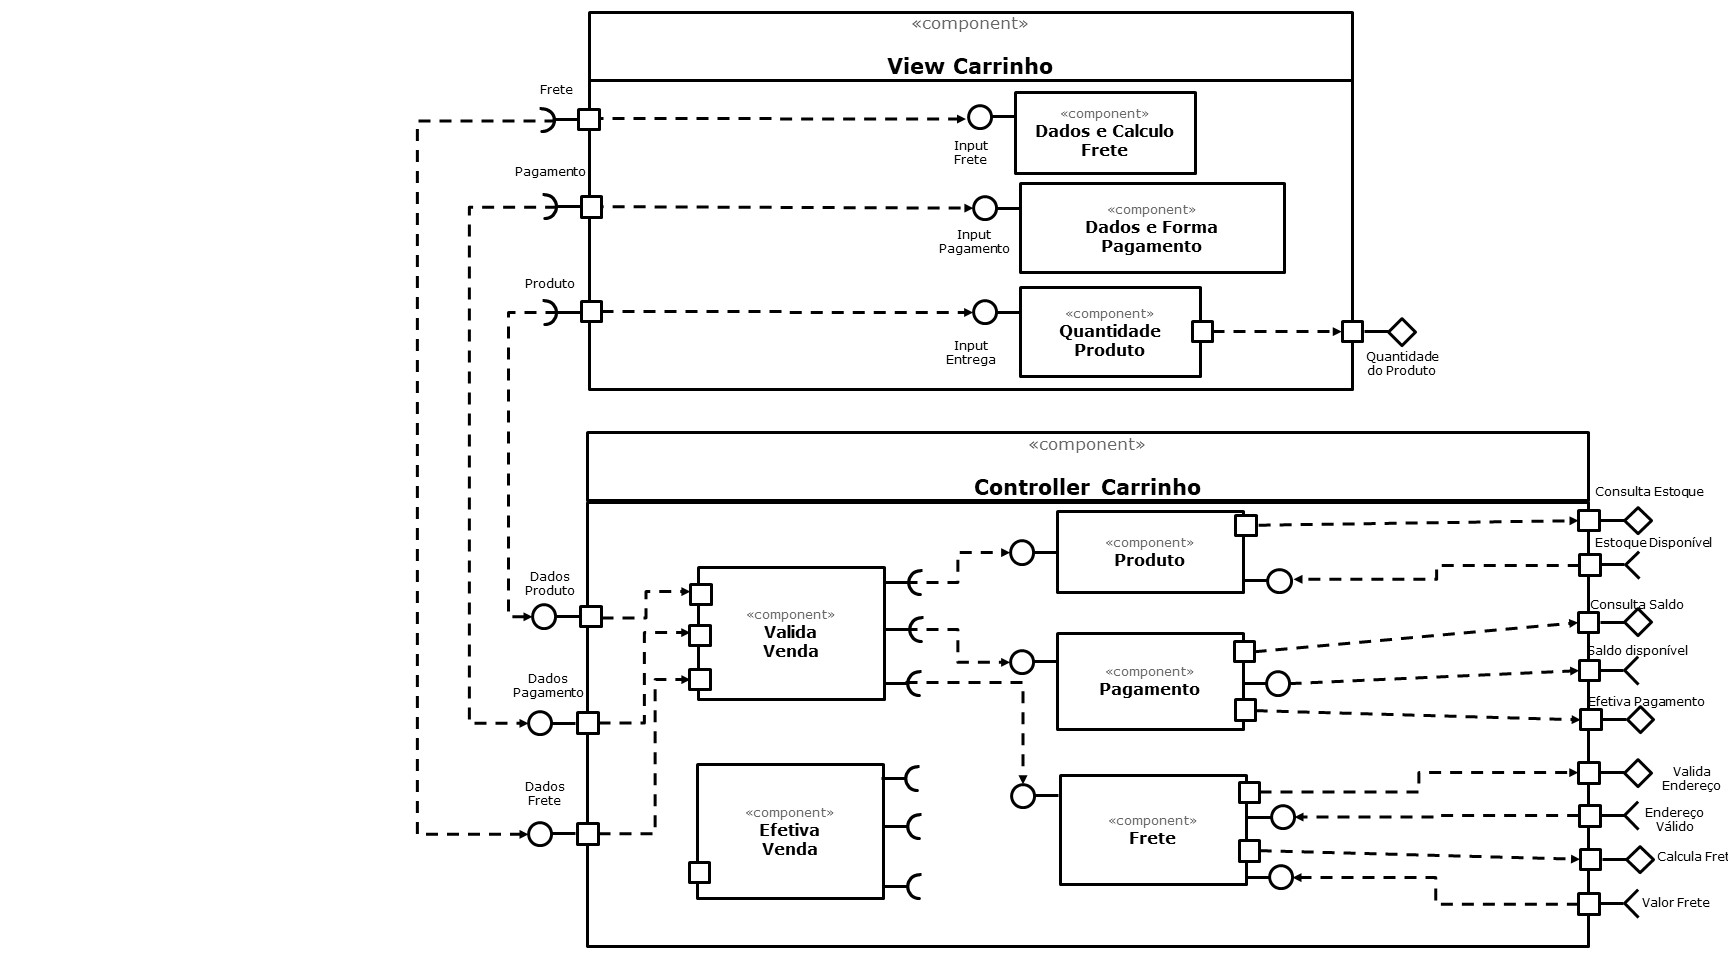 «component»
View Carrinho
Frete
«component»
Dados e Calculo
Frete
Input
Frete
Pagamento
«component»
Dados e Forma
Pagamento
Input
Pagamento
Produto
«component»
Quantidade
Produto
Input
Entrega
Quantidade
do Produto
«component»
Controller Carrinho
Consulta Estoque
«component»
Produto
Estoque Disponível
Dados
Produto
«component»
Valida
Venda
Consulta Saldo
«component»
Pagamento
Saldo disponível
Efetiva Pagamento
Dados
Pagamento
Valida
Endereço
Dados
Frete
«component»
Efetiva
Venda
«component»
Frete
Endereço
Válido
Calcula Fret
Valor Frete